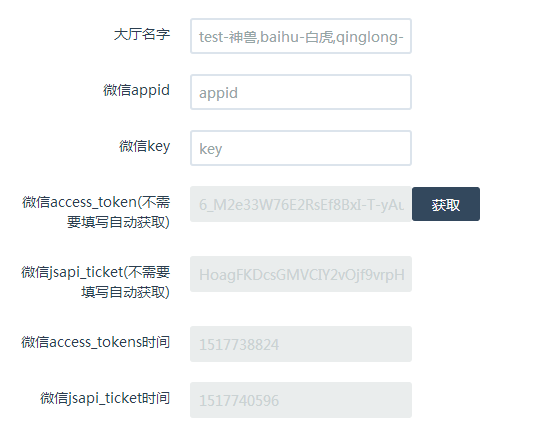 大厅名字
test-神兽,baihu-白虎,qinglong-
微信appid
appid
微信key
key
微信access_token(不需
要填写自动获取)
6_M2e33W76E2RsEf8BxI-T-yAu
获取
微信jsapi_ticket(不需要
填写自动获取)
HoagFKDcsGMVCIY2vOjf9vrpH
微信access_tokens时间
1517738824
微信jsapi_ticket时间
1517740596